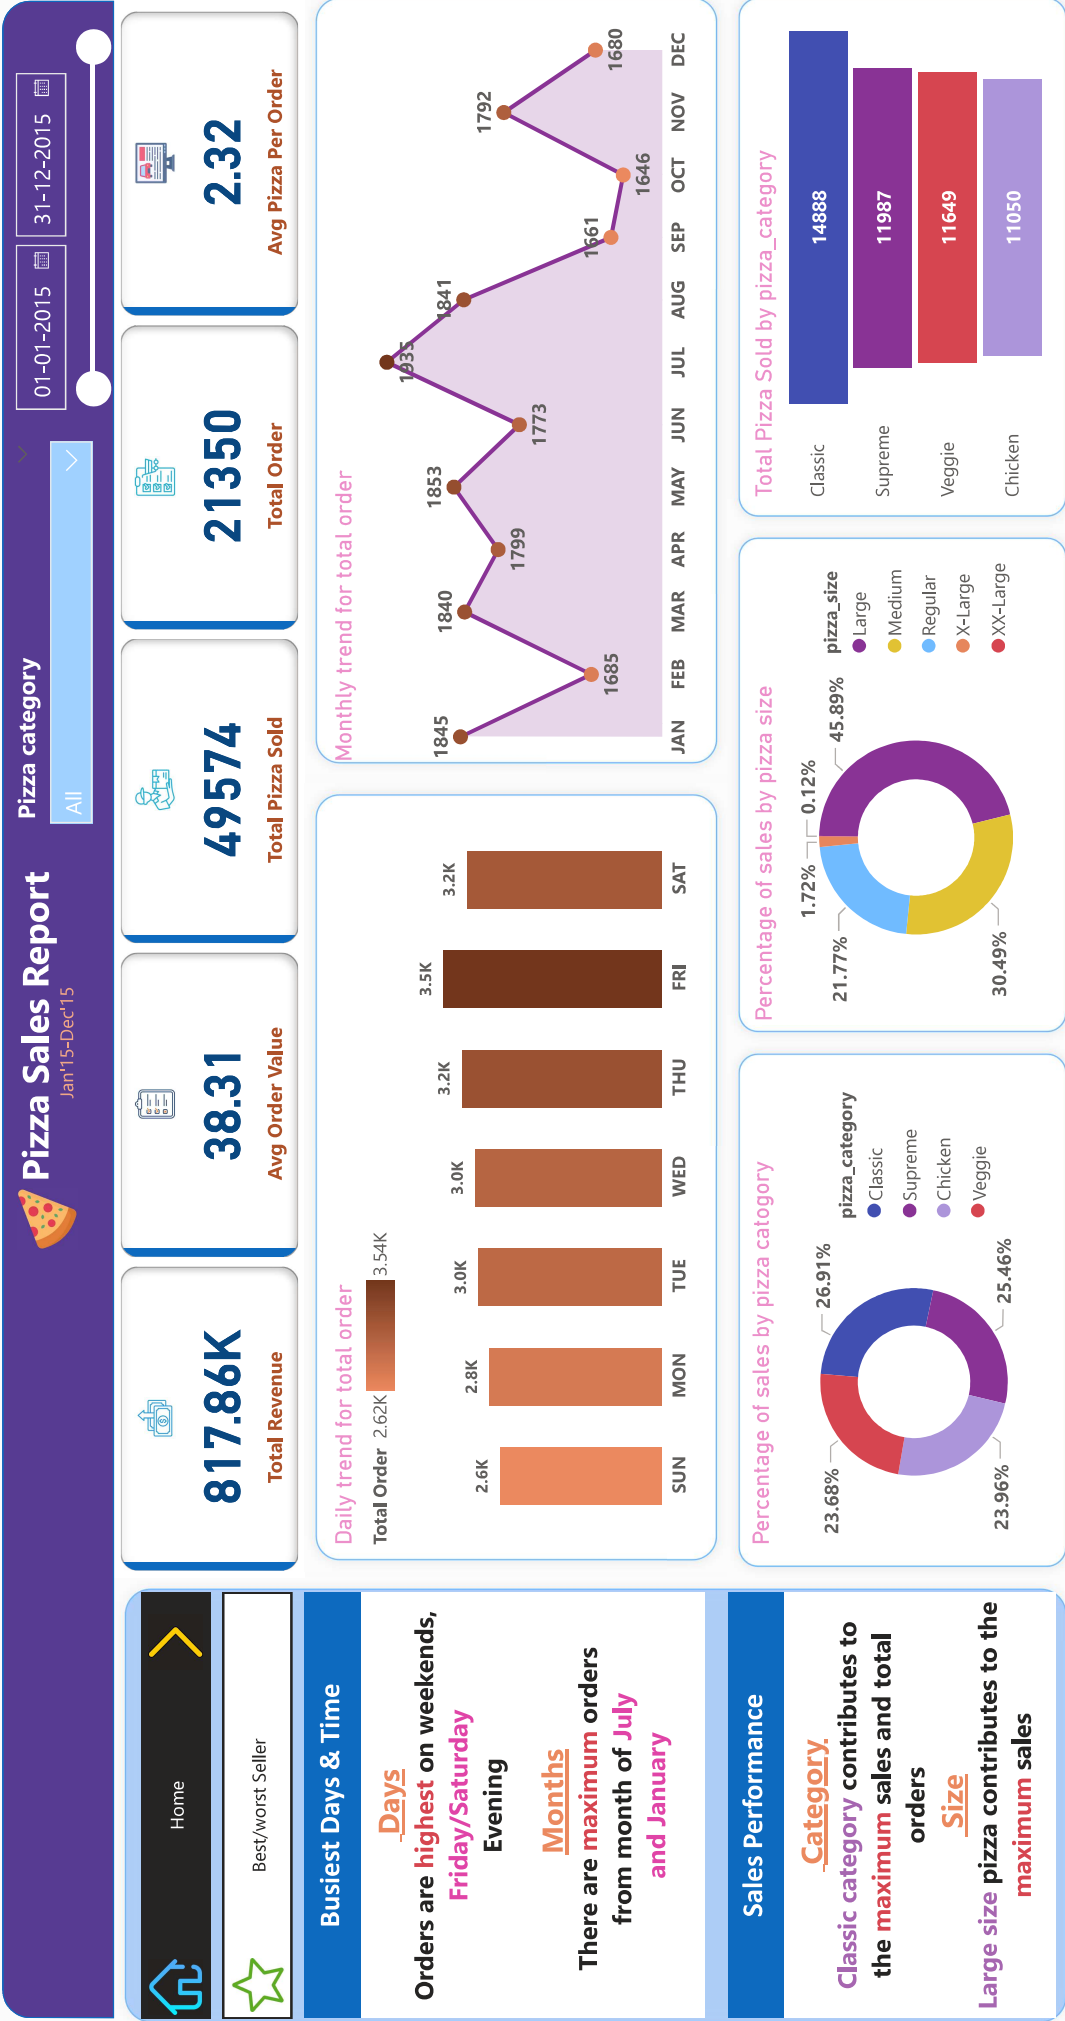 Pizza Sales Report
Jan'15-Dec'15
Pizza category
All
01-01-2015
31-12-2015
Home
Best/worst Seller
Busiest Days & Time
Days
Orders are highest on weekends,
Friday/Saturday
Evening
Months
There are maximum orders
from month of July
and January
Sales Performance
Category
Classic category contributes to
the maximum sales and total
orders
Size
Large size pizza contributes to the
maximum sales
817.86K
Total Revenue
38.31
Avg Order Value
49574
Total Pizza Sold
21350
Total Order
2.32
Avg Pizza Per Order
Daily trend for total order
Total Order 2.62K 3.54K
2.6K
2.8K
3.0K
3.0K
3.2K
3.5K
3.2K
SUN MON TUE WED THU FRI SAT
Monthly trend for total order
1845
1685
1840
1799
1853
1773
1935
1841
1661
1646
1792
1680
JAN FEB MAR APR MAY JUN JUL AUG SEP OCT NOV DEC
Percentage of sales by pizza catogory
23.68%
26.91%
23.96%
25.46%
pizza_category
Classic
Supreme
Chicken
Veggie
Percentage of sales by pizza size
1.72%
0.12%
21.77%
45.89%
30.49%
pizza_size
Large
Medium
Regular
X-Large
XX-Large
Total Pizza Sold by pizza_category
Classic 14888
Supreme 11987
Veggie 11649
Chicken 11050